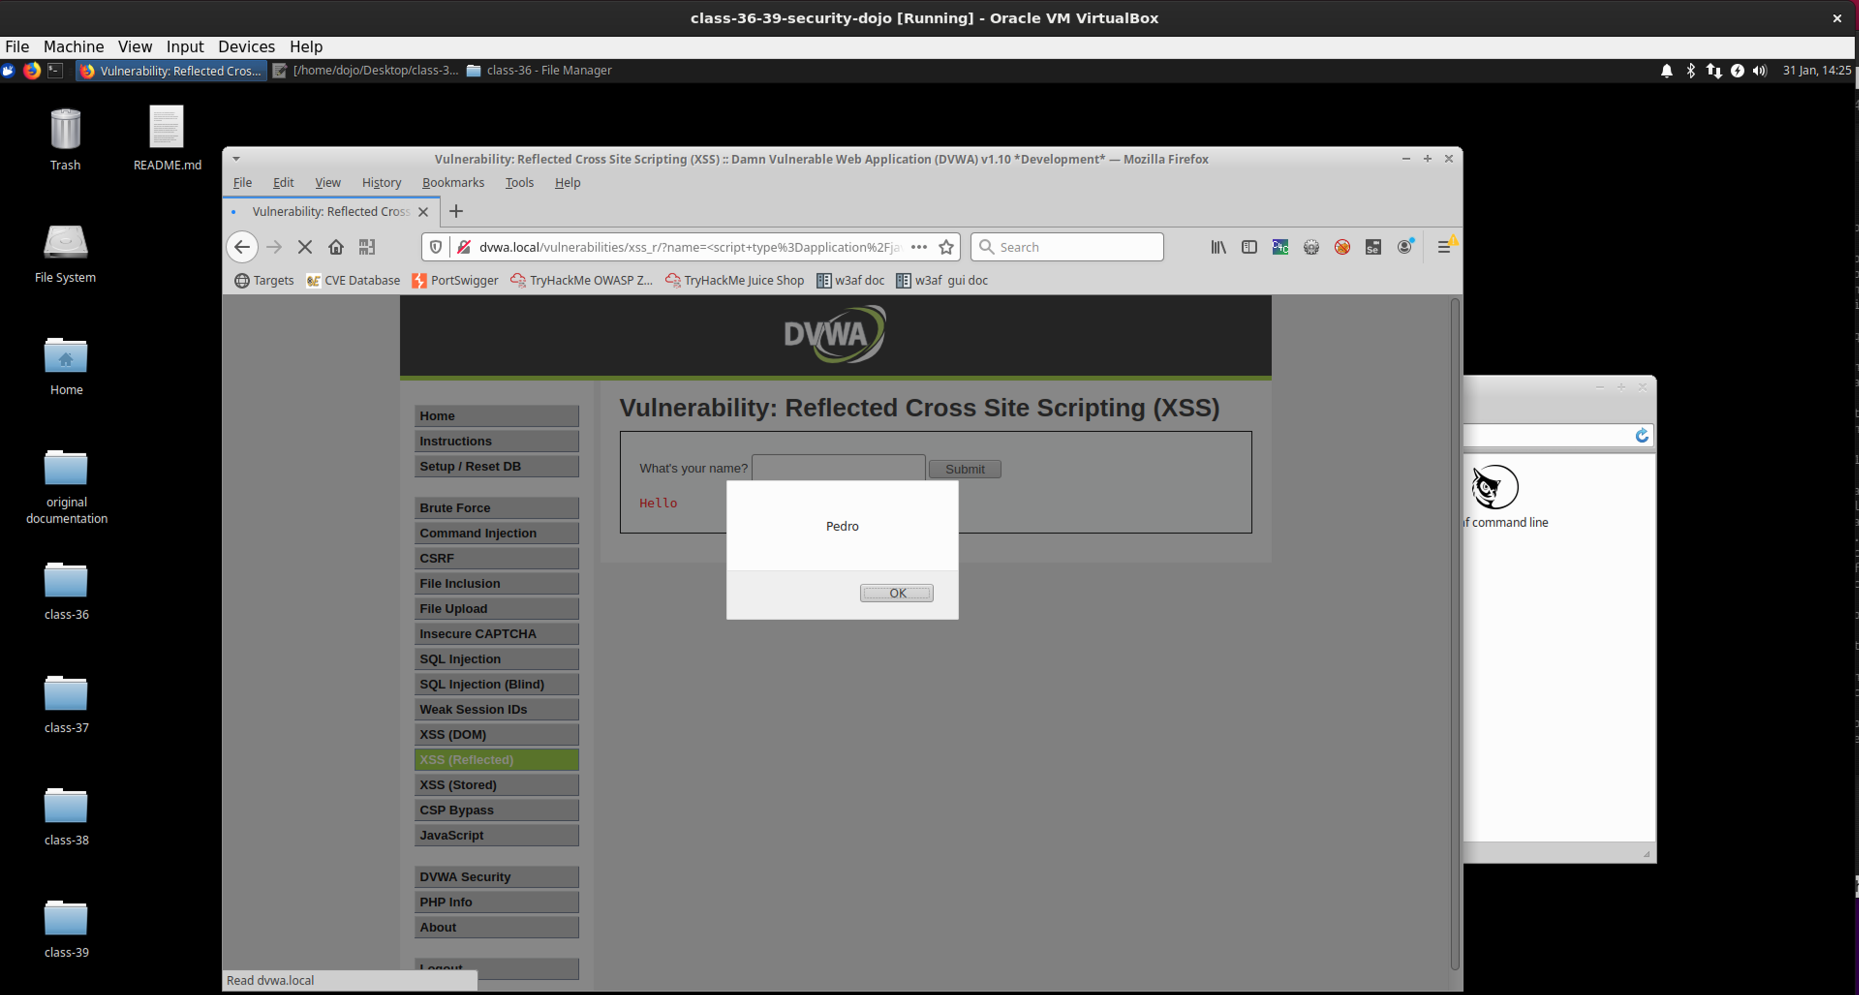 class-36-39-security-dojo [Running] - Oracle VM VirtualBox
File Machine View Input Devices Help
Vulnerability: Reflected Cros... [/home/dojo/Desktop/class-3... class-36 - File Manager 31 Jan, 14:25
Trash
README.md
File System
Home
original
documentation
class-36
class-37
class-38
class-39
Vulnerability: Reflected Cross Site Scripting (XSS) :: Damn Vulnerable Web Application (DVWA) v1.10 *Development* — Mozilla Firefox
File Edit View History Bookmarks Tools Help
Vulnerability: Reflected Cross
dvwa.local/vulnerabilities/xss_r/?name=<script+type%3Dapplication%2Fja
Search
Targets CVE Database PortSwigger TryHackMe OWASP Z... TryHackMe Juice Shop w3af doc w3af gui doc
DVWA
Home
Instructions
Setup / Reset DB
Brute Force
Command Injection
CSRF
File Inclusion
File Upload
Insecure CAPTCHA
SQL Injection
SQL Injection (Blind)
Weak Session IDs
XSS (DOM)
XSS (Reflected)
XSS (Stored)
CSP Bypass
JavaScript
DVWA Security
PHP Info
About
Logout
Vulnerability: Reflected Cross Site Scripting (XSS)
What's your name? Submit
Hello
Pedro
OK
af command line
Read dvwa.local